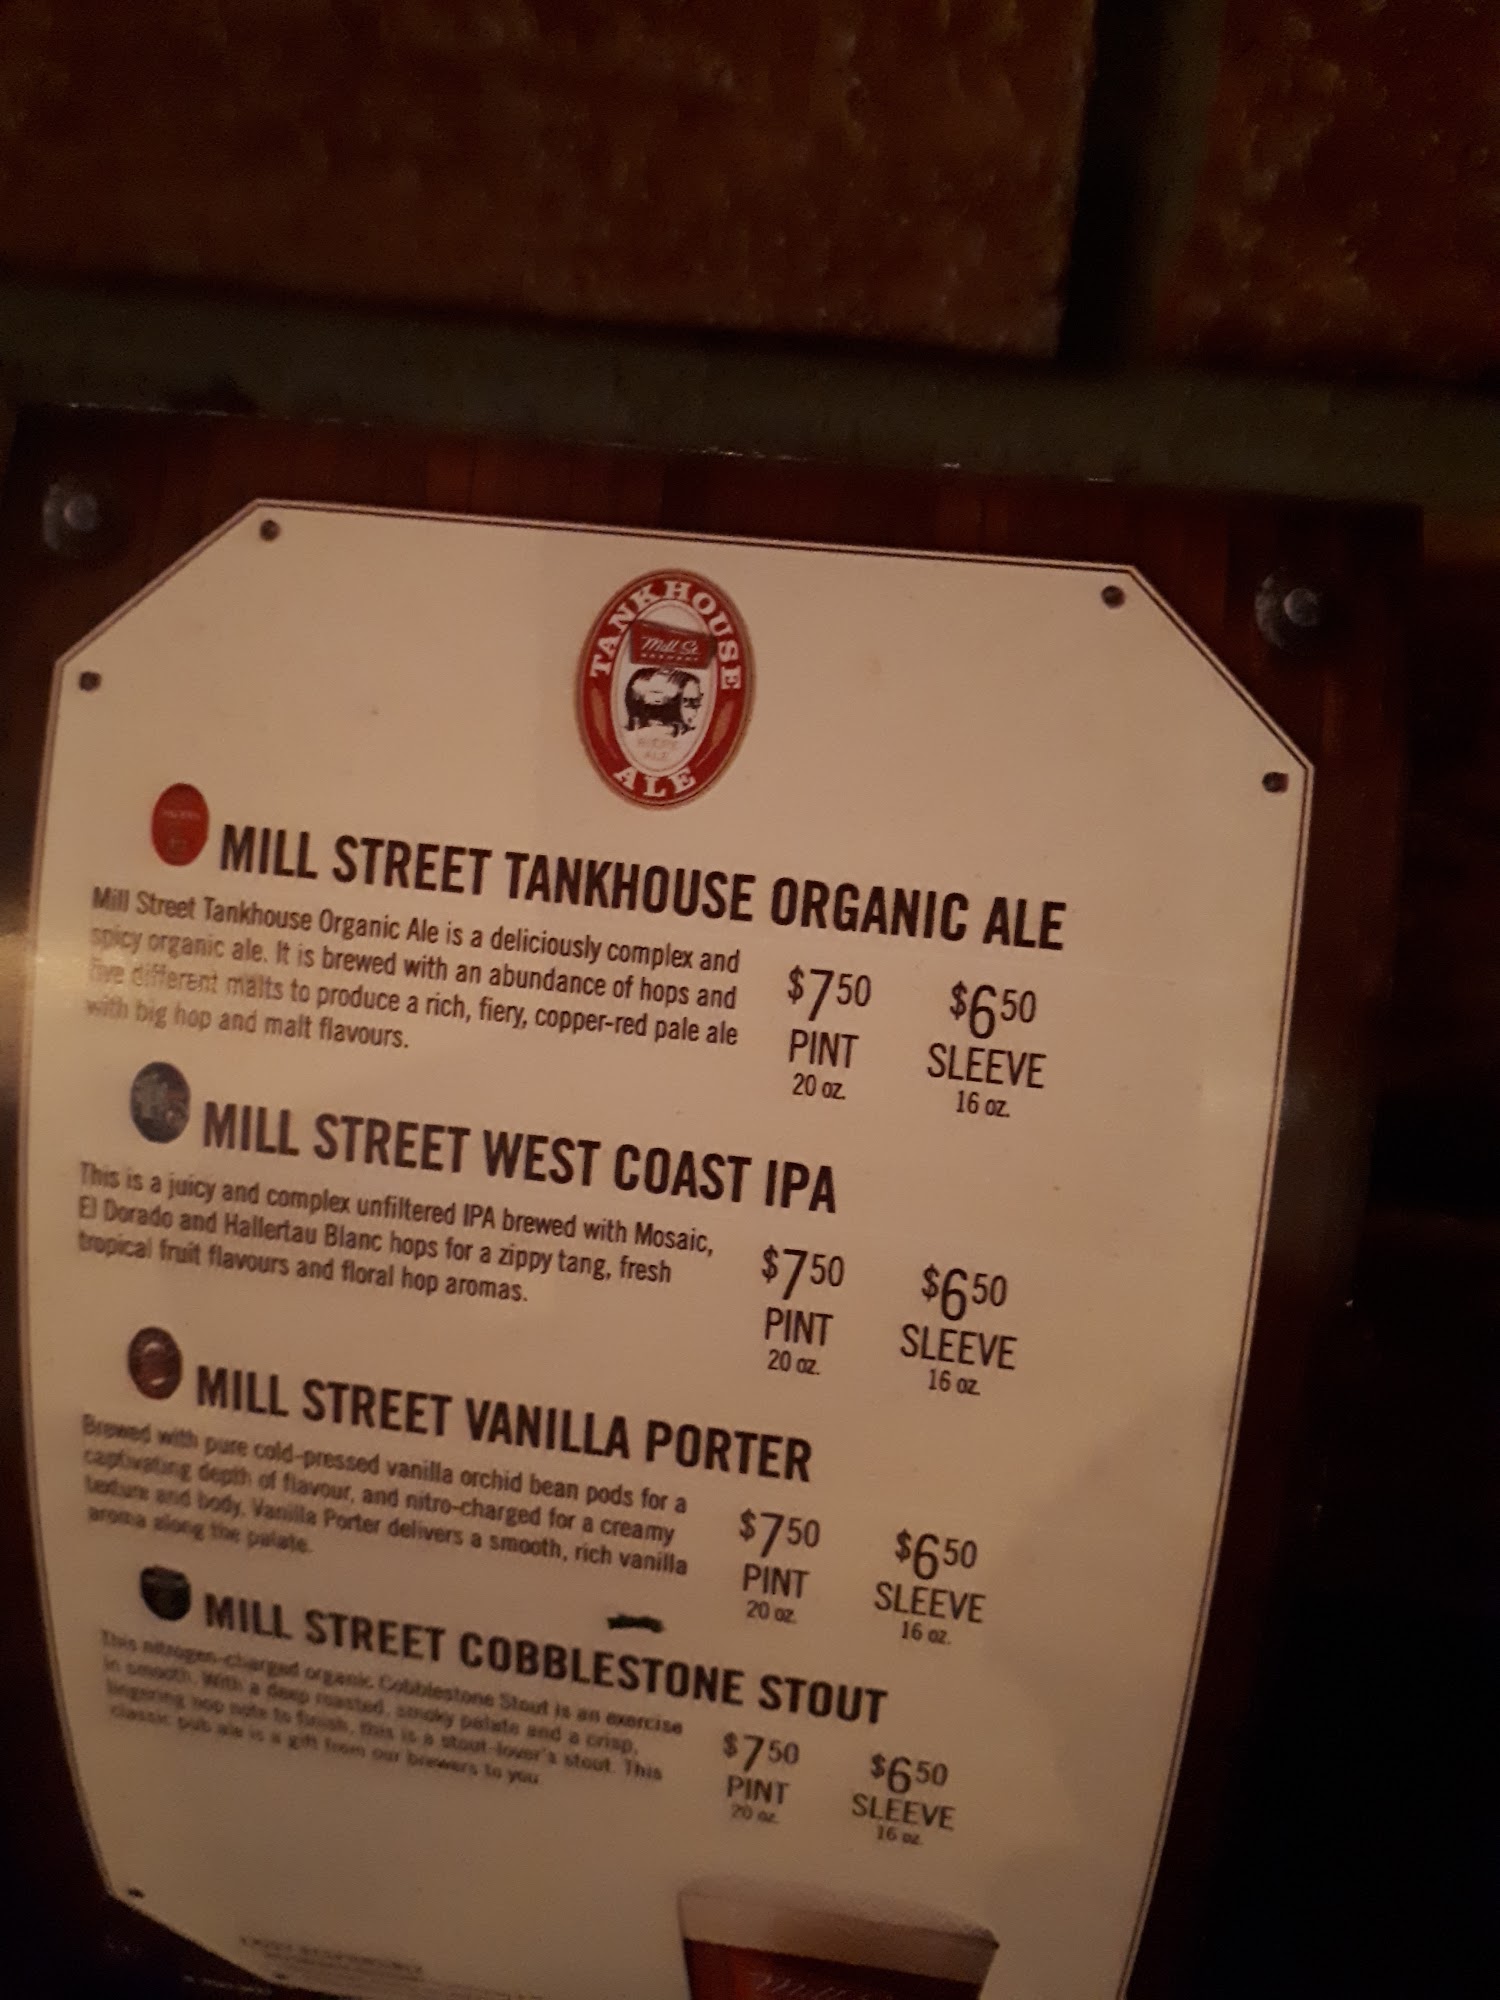 TANKHOUSE
Mill St.
BREWERY
ALE
MILL STREET TANKHOUSE ORGANIC ALE
Mill Street Tankhouse Organic Ale is a deliciously complex and
spicy organic ale. It is brewed with an abundance of hops and
five different malts to produce a rich, fiery, copper-red pale ale
with big hop and malt flavours.
$7.50 $6.50
PINT SLEEVE
20 oz. 16 oz.
MILL STREET WEST COAST IPA
This is a juicy and complex unfiltered IPA brewed with Mosaic,
El Dorado and Hallertau Blanc hops for a zippy tang, fresh
tropical fruit flavours and floral hop aromas.
$7.50 $6.50
PINT SLEEVE
20 oz. 16 oz.
MILL STREET VANILLA PORTER
Brewed with pure cold-pressed vanilla orchid bean pods for a
captivating depth of flavour, and nitro-charged for a creamy
texture and body. Vanilla Porter delivers a smooth, rich vanilla
aroma along the palate.
$7.50 $6.50
PINT SLEEVE
20 oz. 16 oz.
MILL STREET COBBLESTONE STOUT
This nitrogen-charged organic Cobblestone Stout is an exercise
in smooth. With a deep roasted, smoky palate and a crisp,
lingering hop note to finish, this is a stout-lover's stout. This
classic pub ale is a gift from our brewers to you.
$7.50 $6.50
PINT SLEEVE
20 oz. 16 oz.